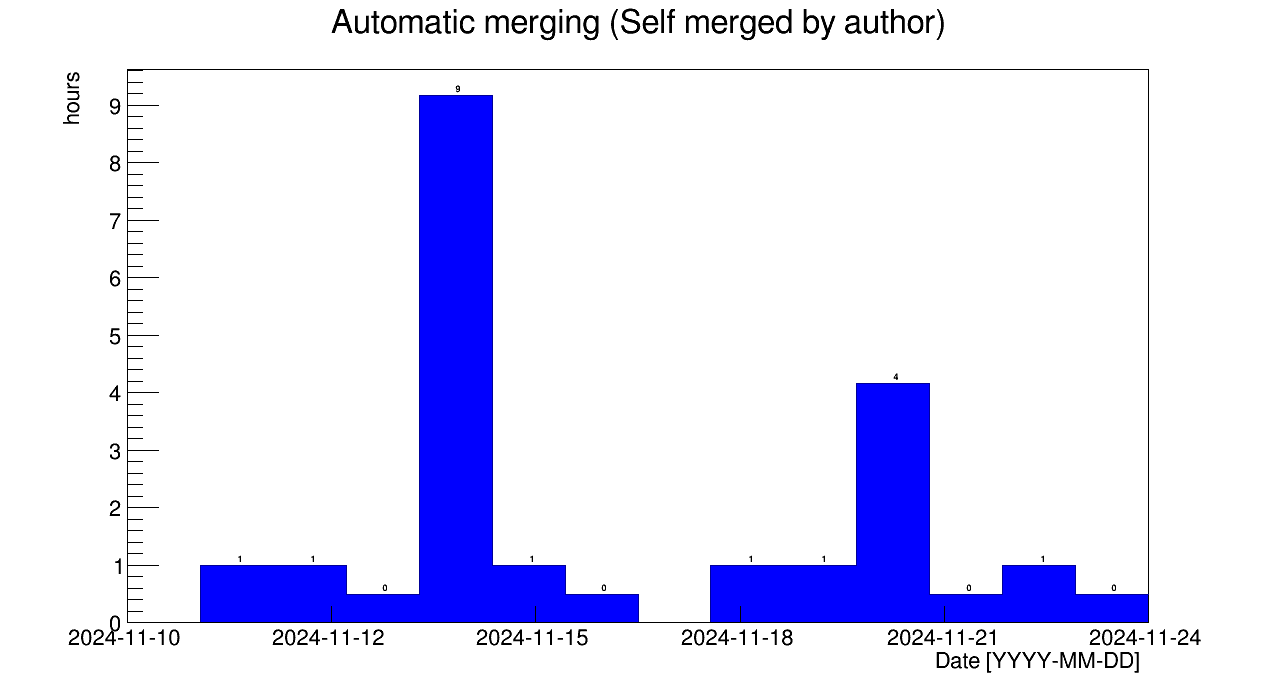 Automatic merging (Self merged by author)
hours
9
8
7
6
5
4
3
2
1
0
9
4
1 1 0 1 0 1 1 0 1 0
2024-11-10 2024-11-12 2024-11-15 2024-11-18 2024-11-21 2024-11-24
Date [YYYY-MM-DD]